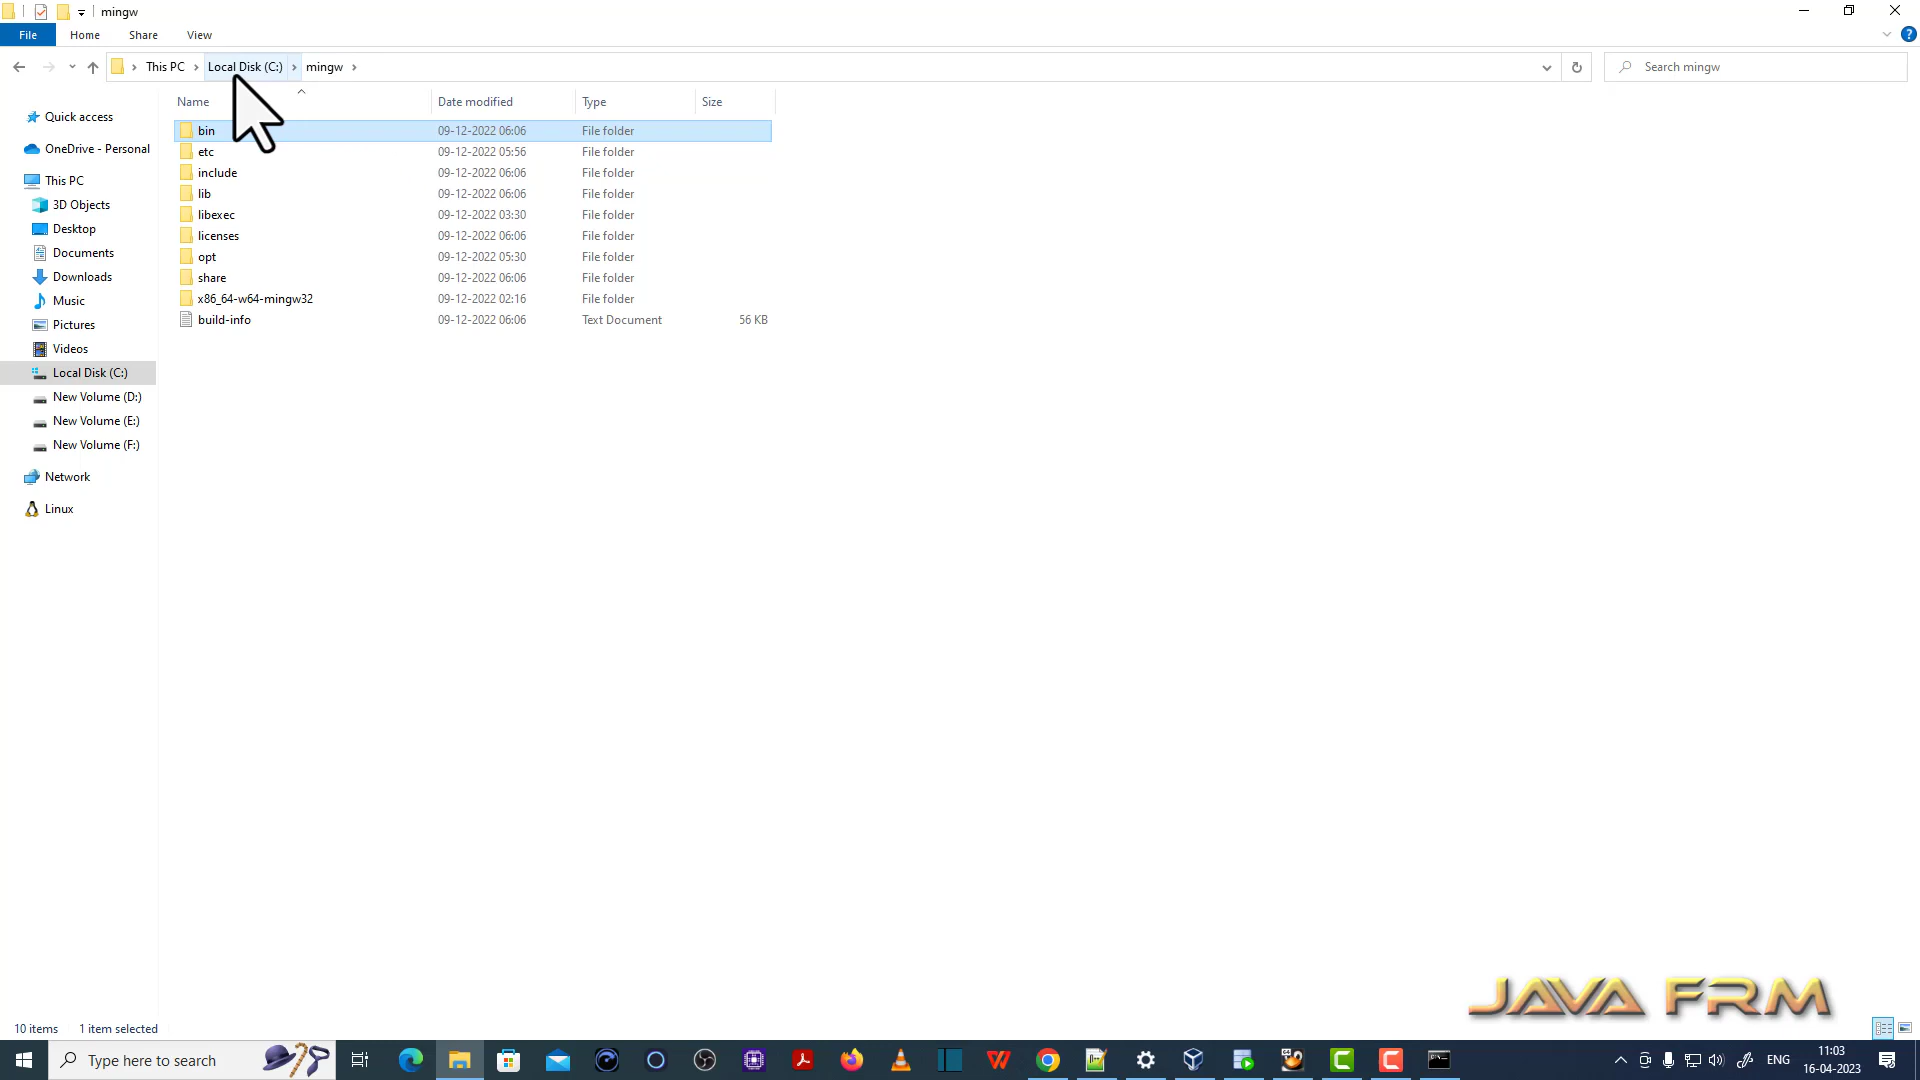 mingw
File Home Share View
This PC Local Disk (C:) mingw
Search mingw
Name Date modified Type Size
Quick access
OneDrive - Personal
This PC
3D Objects
Desktop
Documents
Downloads
Music
Pictures
Videos
Local Disk (C:)
New Volume (D:)
New Volume (E:)
New Volume (F:)
Network
Linux
bin 09-12-2022 06:06 File folder
etc 09-12-2022 05:56 File folder
include 09-12-2022 06:06 File folder
lib 09-12-2022 06:06 File folder
libexec 09-12-2022 03:30 File folder
licenses 09-12-2022 06:06 File folder
opt 09-12-2022 05:30 File folder
share 09-12-2022 06:06 File folder
x86_64-w64-mingw32 09-12-2022 02:16 File folder
build-info 09-12-2022 06:06 Text Document 56 KB
JAVA FRM
10 items 1 item selected
Type here to search
ENG
11:03
16-04-2023